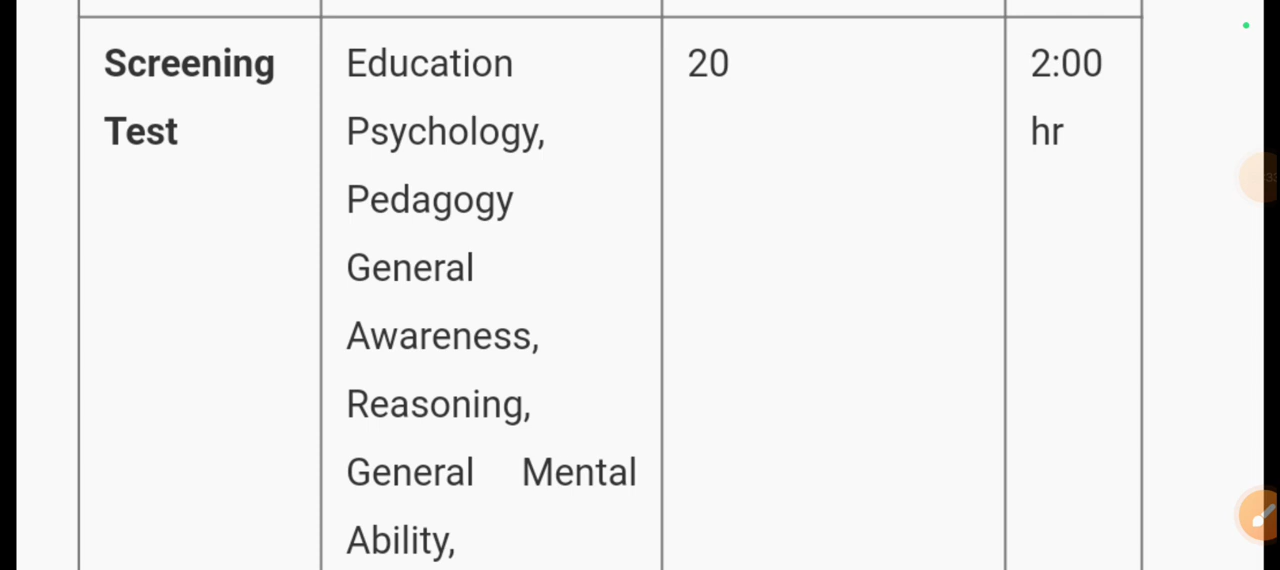 Screening
Test
Education
Psychology,
Pedagogy
General
Awareness,
Reasoning,
General Mental
Ability,
20
2:00
hr